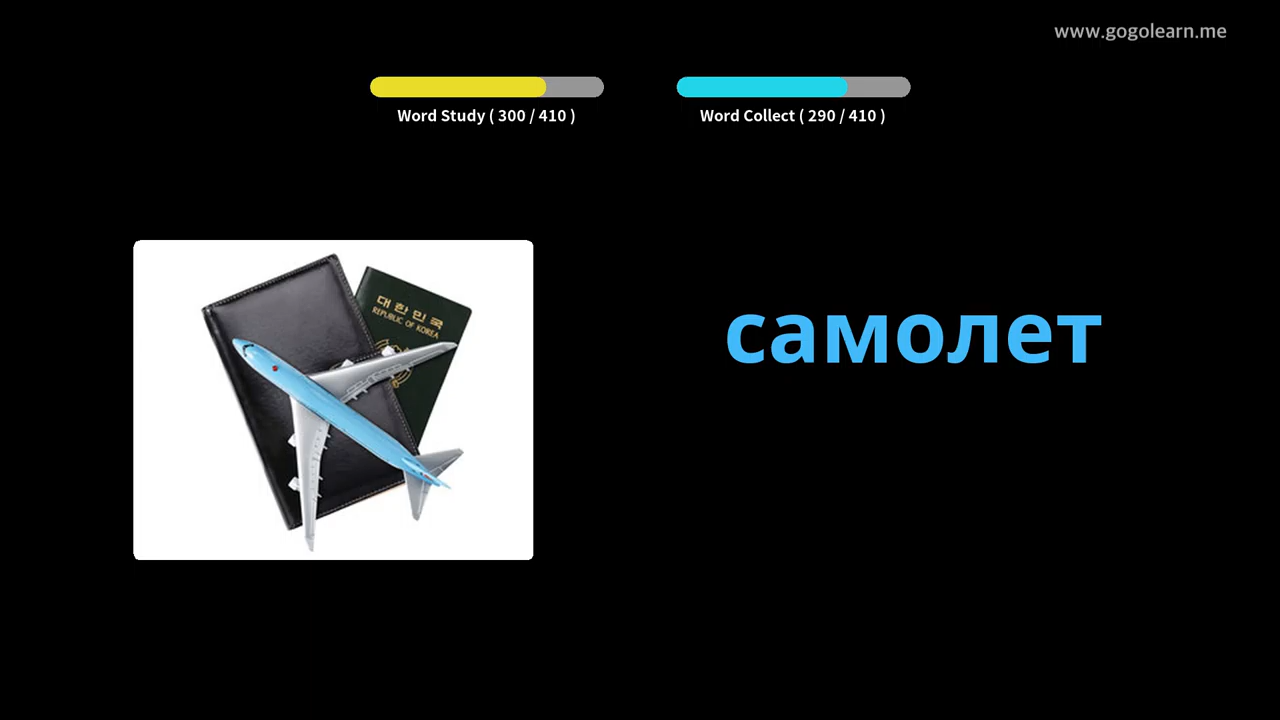 www.gogolearn.me
Word Study ( 300 / 410 )
Word Collect ( 290 / 410 )
대한민국
REPUBLIC OF KOREA
самолет